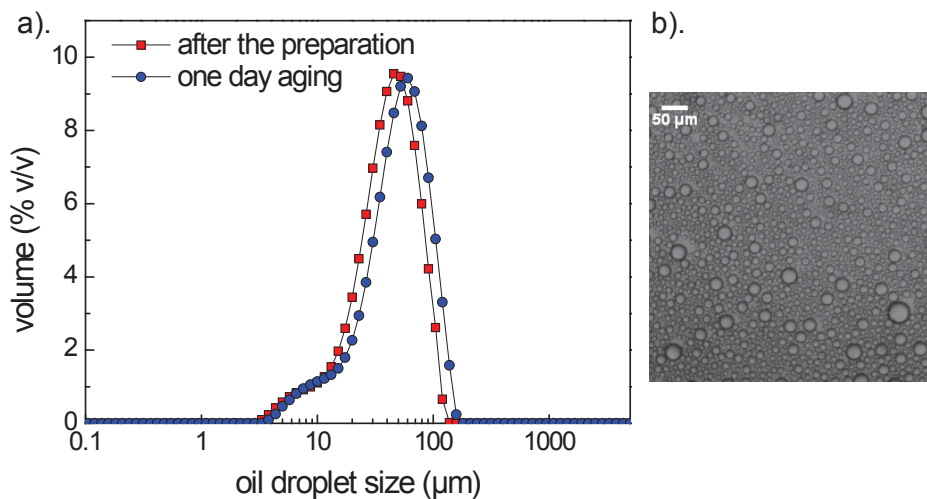 a).
after the preparation
one day aging
10
8
6
4
2
0
volume (% v/v)
0.1 1 10 100 1000
oil droplet size (µm)
b).
50 µm